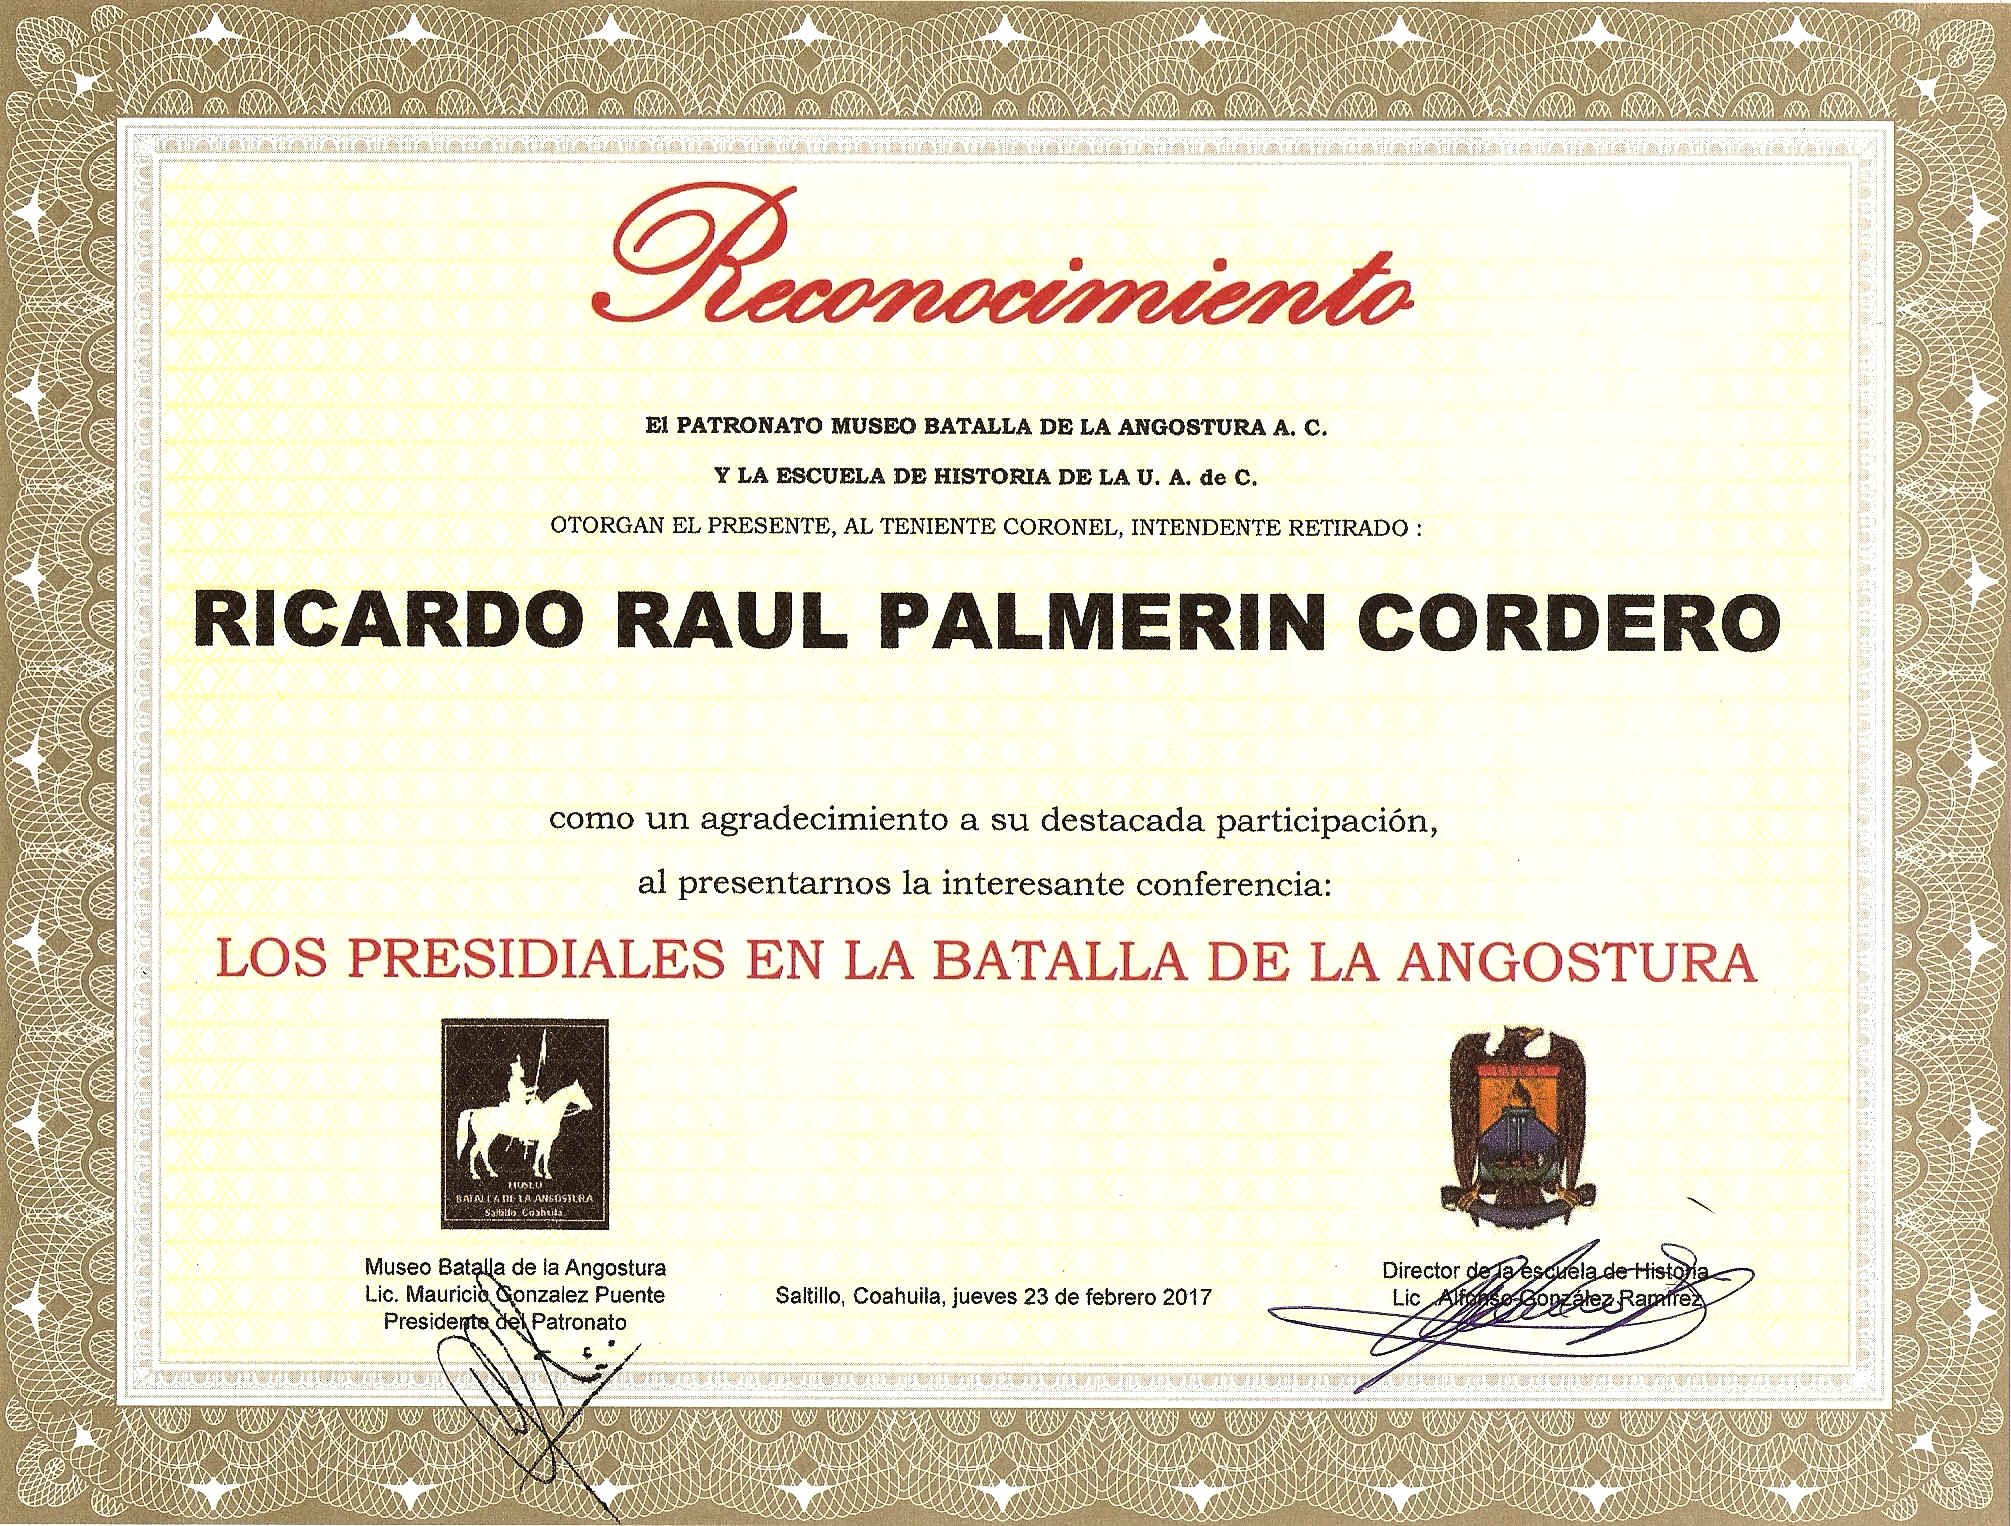 Reconocimiento
El PATRONATO MUSEO BATALLA DE LA ANGOSTURA A. C.
Y LA ESCUELA DE HISTORIA DE LA U. A. de C.
OTORGAN EL PRESENTE, AL TENIENTE CORONEL, INTENDENTE RETIRADO :
RICARDO RAUL PALMERIN CORDERO
como un agradecimiento a su destacada participación,
al presentarnos la interesante conferencia:
LOS PRESIDIALES EN LA BATALLA DE LA ANGOSTURA
MUSEO
BATALLA DE LA ANGOSTURA
Saltillo Coahuila
Museo Batalla de la Angostura
Lic. Mauricio Gonzalez Puente
Presidente del Patronato
Saltillo, Coahuila, jueves 23 de febrero 2017
Director de la escuela de Historia
Lic. Alfonso González Ramírez